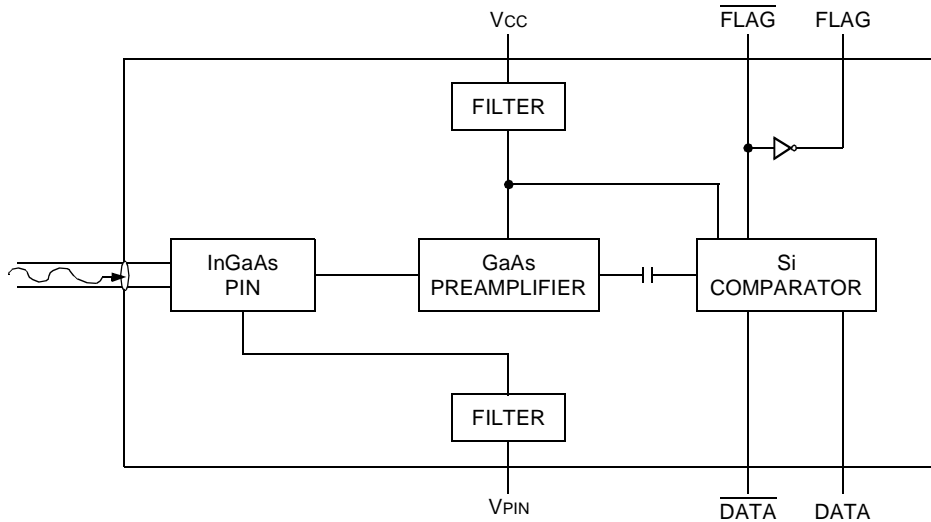 VCC
FLAG
FLAG
FILTER
InGaAs
PIN
GaAs
PREAMPLIFIER
Si
COMPARATOR
FILTER
VPIN
DATA
DATA